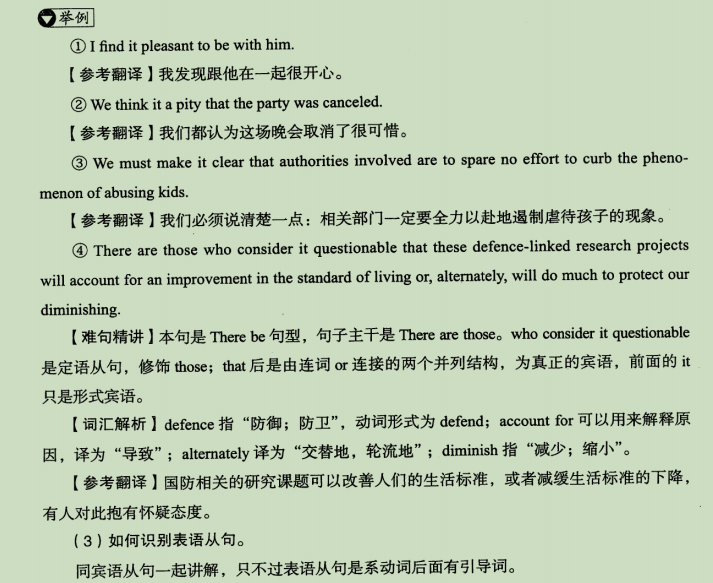 举例
① I find it pleasant to be with him.
【参考翻译】我发现跟他在一起很开心。
② We think it a pity that the party was canceled.
【参考翻译】我们都认为这场晚会取消了很可惜。
③ We must make it clear that authorities involved are to spare no effort to curb the pheno-
menon of abusing kids.
【参考翻译】我们必须说清楚一点：相关部门一定要全力以赴地遏制虐待孩子的现象。
④ There are those who consider it questionable that these defence-linked research projects
will account for an improvement in the standard of living or, alternately, will do much to protect our
diminishing.
【难句精讲】本句是 There be 句型，句子主干是 There are those。who consider it questionable
是定语从句，修饰 those；that 后是由连词 or 连接的两个并列结构，为真正的宾语，前面的 it
只是形式宾语。
【词汇解析】defence 指“防御；防卫”，动词形式为 defend；account for 可以用来解释原
因，译为“导致”；alternately 译为“交替地，轮流地”；diminish 指“减少；缩小”。
【参考翻译】国防相关的研究课题可以改善人们的生活标准，或者减缓生活标准的下降，
有人对此抱有怀疑态度。
（3）如何识别表语从句。
同宾语从句一起讲解，只不过表语从句是系动词后面有引导词。